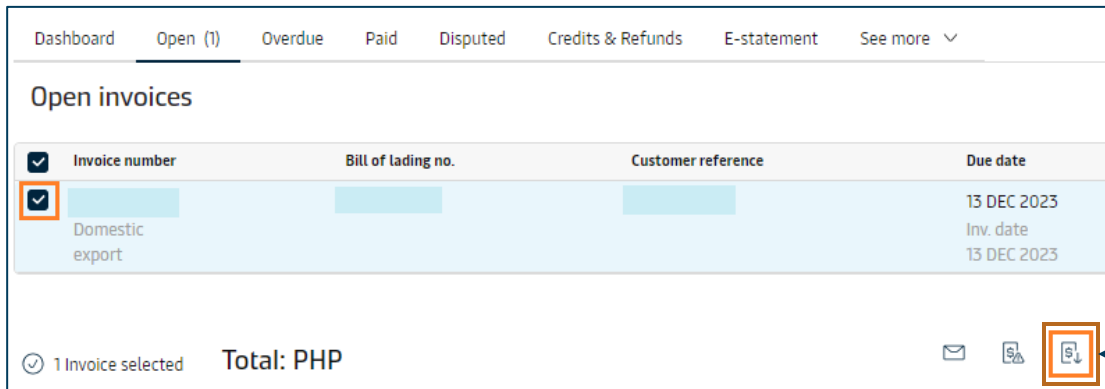 Dashboard Open (1) Overdue Paid Disputed Credits & Refunds E-statement See more
Open invoices
Invoice number Bill of lading no. Customer reference Due date
13 DEC 2023
Domestic Inv. date
export 13 DEC 2023
1 Invoice selected Total: PHP